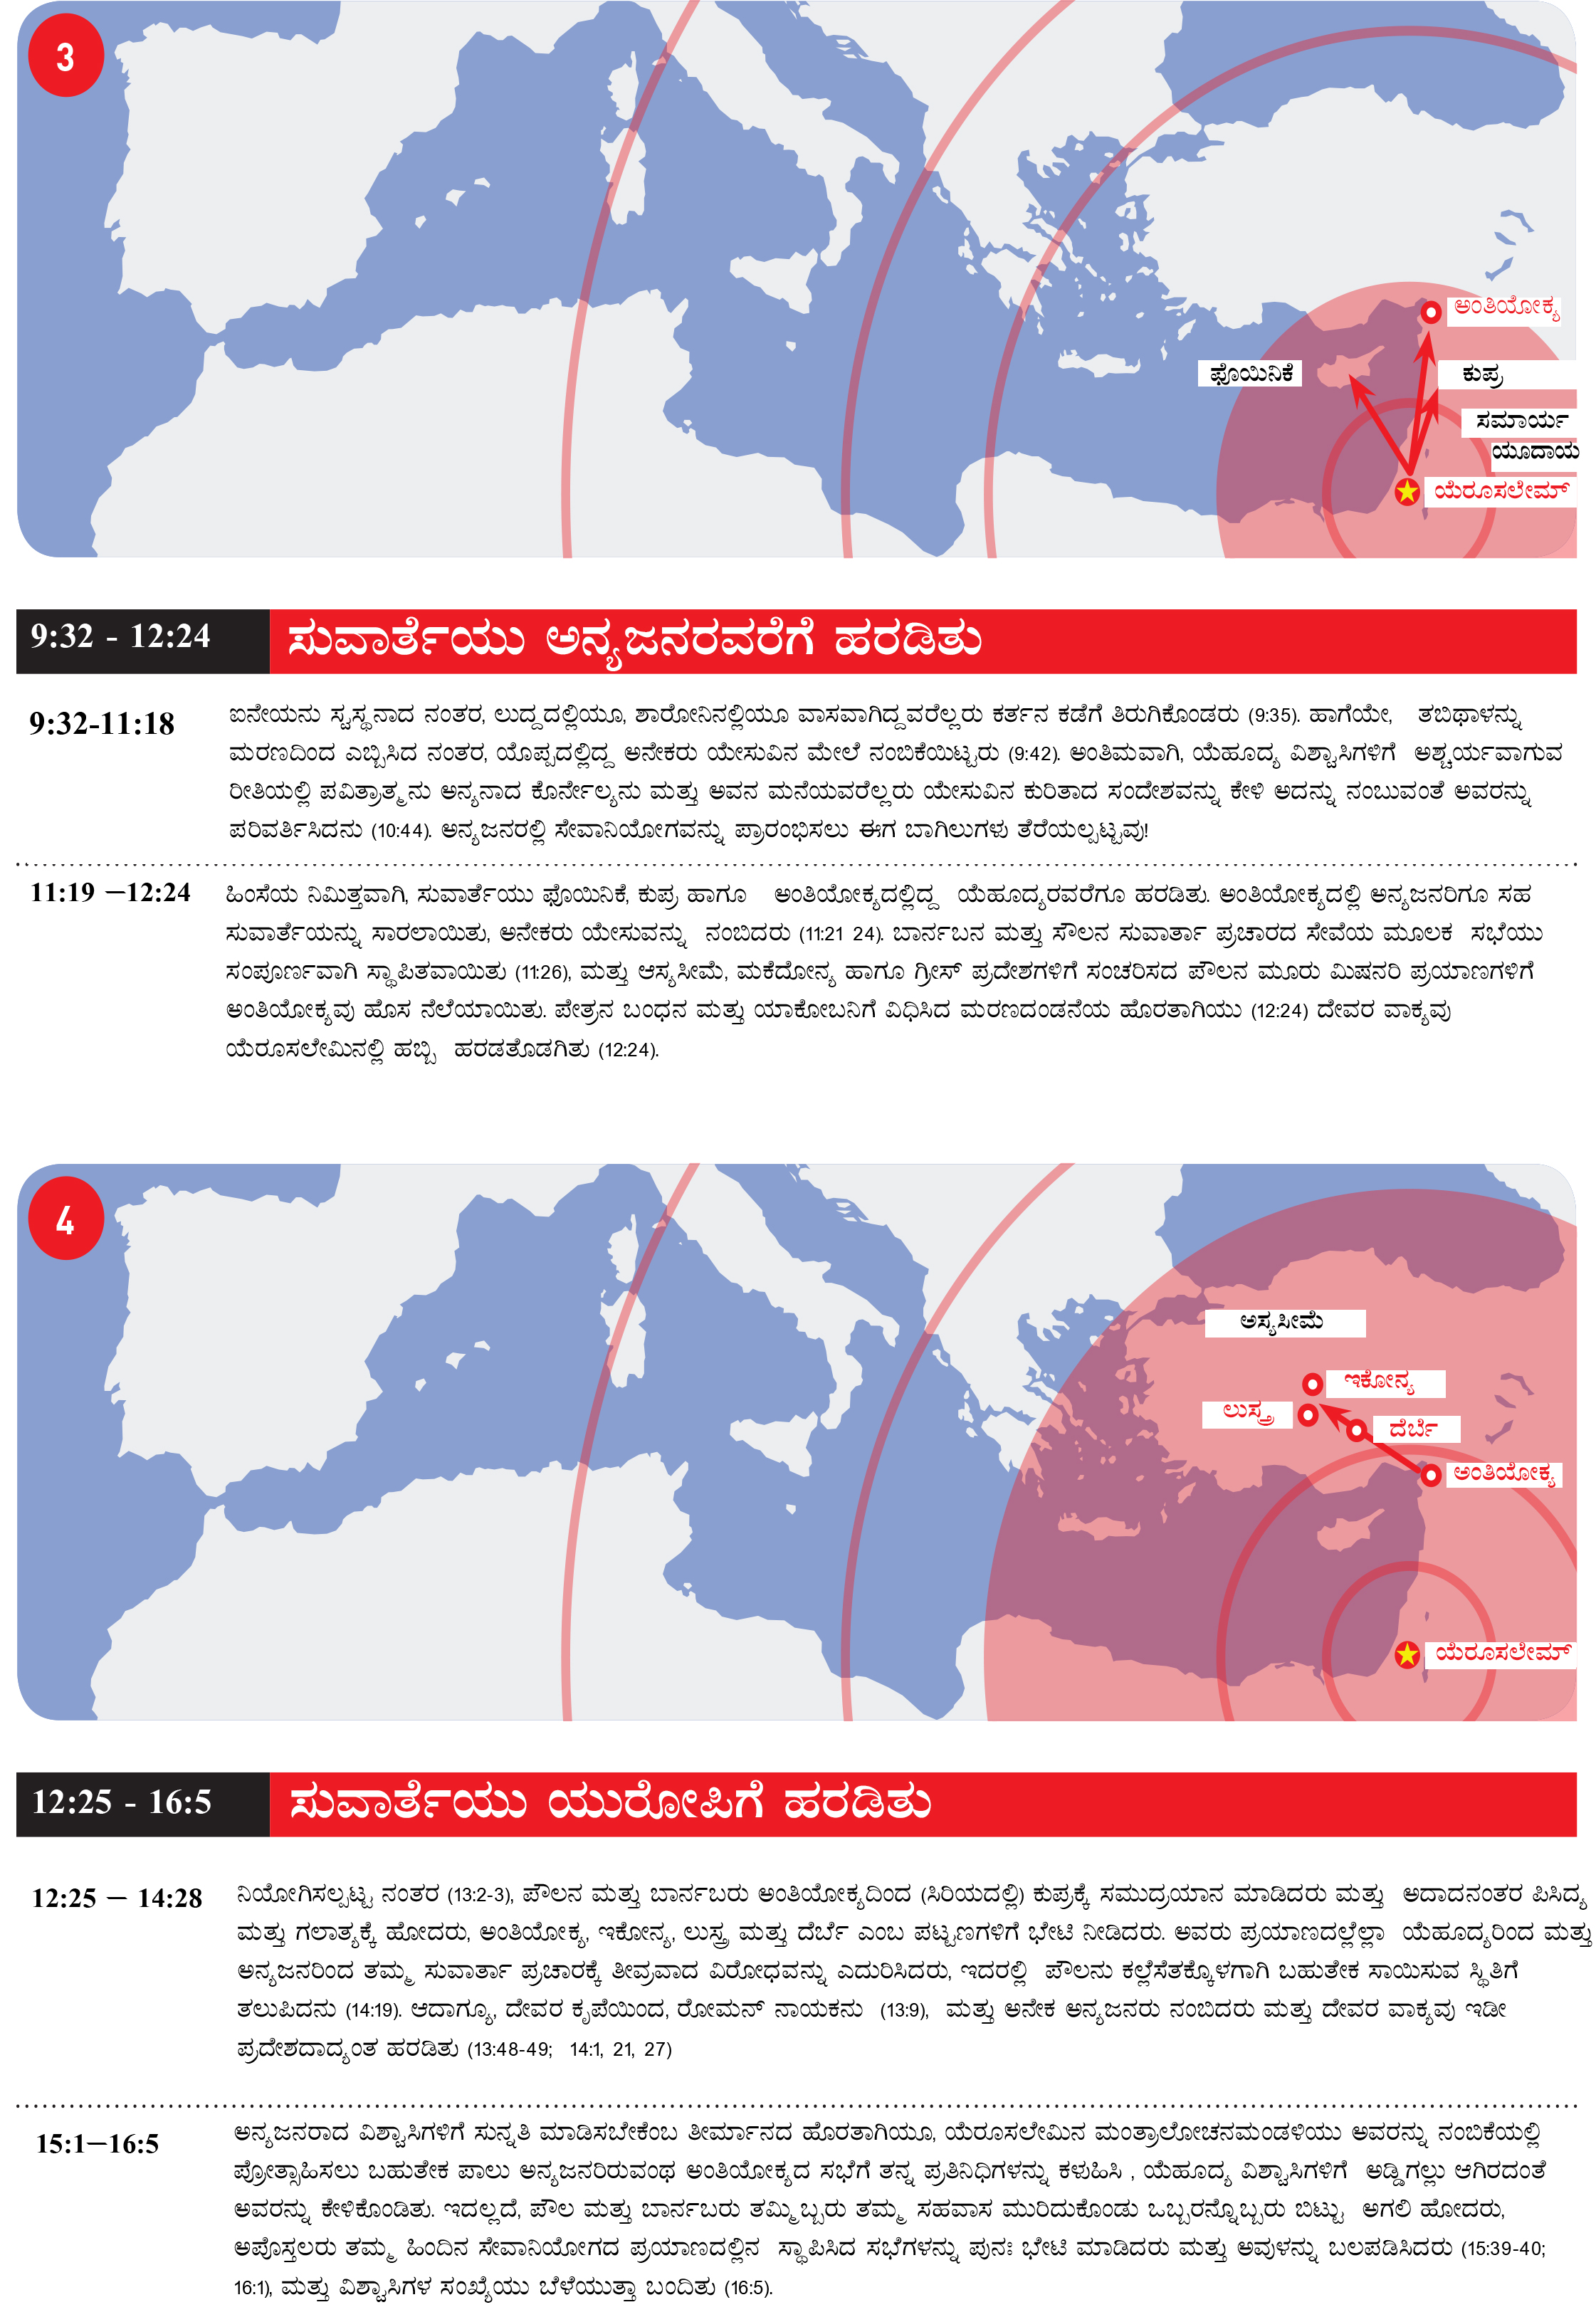 3
ಅಂತಿಯೋಕ್ಯ
ಫೊಯಿನಿಕೆ
ಕುಪ್ರ
ಸಮಾರ್ಯ
ಯೂದಾಯ
ಯೆರೂಸಲೇಮ್
9:32 - 12:24 ಸುವಾರ್ತೆಯು ಅನ್ಯಜನರವರೆಗೆ ಹರಡಿತು
9:32-11:18 ಐನೇಯನು ಸ್ವಸ್ಥನಾದ ನಂತರ, ಲುದ್ದದಲ್ಲಿಯೂ, ಶಾರೋನಿನಲ್ಲಿಯೂ ವಾಸವಾಗಿದ್ದವರೆಲ್ಲರು ಕರ್ತನ ಕಡೆಗೆ ತಿರುಗಿಕೊಂಡರು (9:35). ಹಾಗೆಯೇ, ತಬಿಥಾಳನ್ನು
ಮರಣದಿಂದ ಎಬ್ಬಿಸಿದ ನಂತರ, ಯೊಪ್ಪದಲ್ಲಿದ್ದ ಅನೇಕರು ಯೇಸುವಿನ ಮೇಲೆ ನಂಬಿಕೆಯಿಟ್ಟರು (9:42). ಅಂತಿಮವಾಗಿ, ಯೆಹೂದ್ಯ ವಿಶ್ವಾಸಿಗಳಿಗೆ ಅಶ್ಚರ್ಯವಾಗುವ
ರೀತಿಯಲ್ಲಿ ಪವಿತ್ರಾತ್ಮನು ಅನ್ಯನಾದ ಕೊರ್ನೇಲ್ಯನು ಮತ್ತು ಅವನ ಮನೆಯವರೆಲ್ಲರು ಯೇಸುವಿನ ಕುರಿತಾದ ಸಂದೇಶವನ್ನು ಕೇಳಿ ಅದನ್ನು ನಂಬುವಂತೆ ಅವರನ್ನು
ಪರಿವರ್ತಿಸಿದನು (10:44). ಅನ್ಯಜನರಲ್ಲಿ ಸೇವಾನಿಯೋಗವನ್ನು ಪ್ರಾರಂಭಿಸಲು ಈಗ ಬಾಗಿಲುಗಳು ತೆರೆಯಲ್ಪಟ್ಟವು!
11:19 –12:24 ಹಿಂಸೆಯ ನಿಮಿತ್ತವಾಗಿ, ಸುವಾರ್ತೆಯು ಫೊಯಿನಿಕೆ, ಕುಪ್ರ ಹಾಗೂ ಅಂತಿಯೋಕ್ಯದಲ್ಲಿದ್ದ ಯೆಹೂದ್ಯರವರೆಗೂ ಹರಡಿತು. ಅಂತಿಯೋಕ್ಯದಲ್ಲಿ ಅನ್ಯಜನರಿಗೂ ಸಹ
ಸುವಾರ್ತೆಯನ್ನು ಸಾರಲಾಯಿತು, ಅನೇಕರು ಯೇಸುವನ್ನು ನಂಬಿದರು (11:21 24). ಬಾರ್ನಬನ ಮತ್ತು ಸೌಲನ ಸುವಾರ್ತಾ ಪ್ರಚಾರದ ಸೇವೆಯ ಮೂಲಕ ಸಭೆಯು
ಸಂಪೂರ್ಣವಾಗಿ ಸ್ಥಾಪಿತವಾಯಿತು (11:26), ಮತ್ತು ಆಸ್ಯಸೀಮೆ, ಮಕೆದೋನ್ಯ ಹಾಗೂ ಗ್ರೀಸ್ ಪ್ರದೇಶಗಳಿಗೆ ಸಂಚರಿಸದ ಪೌಲನ ಮೂರು ಮಿಷನರಿ ಪ್ರಯಾಣಗಳಿಗೆ
ಅಂತಿಯೋಕ್ಯವು ಹೊಸ ನೆಲೆಯಾಯಿತು. ಪೇತ್ರನ ಬಂಧನ ಮತ್ತು ಯಾಕೋಬನಿಗೆ ವಿಧಿಸಿದ ಮರಣದಂಡನೆಯ ಹೊರತಾಗಿಯು (12:24) ದೇವರ ವಾಕ್ಯವು
ಯೆರೂಸಲೇಮಿನಲ್ಲಿ ಹಬ್ಬಿ ಹರಡತೊಡಗಿತು (12:24).
4
ಅಸ್ಯಸೀಮೆ
ಇಕೋನ್ಯ
ಲುಸ್ತ್ರ
ದೆರ್ಬೆ
ಅಂತಿಯೋಕ್ಯ
ಯೆರೂಸಲೇಮ್
12:25 - 16:5 ಸುವಾರ್ತೆಯು ಯುರೋಪಿಗೆ ಹರಡಿತು
12:25 – 14:28 ನಿಯೋಗಿಸಲ್ಪಟ್ಟ ನಂತರ (13:2-3), ಪೌಲನ ಮತ್ತು ಬಾರ್ನಬರು ಅಂತಿಯೋಕ್ಯದಿಂದ (ಸಿರಿಯದಲ್ಲಿ) ಕುಪ್ರಕ್ಕೆ ಸಮುದ್ರಯಾನ ಮಾಡಿದರು ಮತ್ತು ಅದಾದನಂತರ ಪಿಸಿದ್ಯ
ಮತ್ತು ಗಲಾತ್ಯಕ್ಕೆ ಹೋದರು, ಅಂತಿಯೋಕ್ಯ, ಇಕೋನ್ಯ, ಲುಸ್ತ್ರ ಮತ್ತು ದೆರ್ಬೆ ಎಂಬ ಪಟ್ಟಣಗಳಿಗೆ ಭೇಟಿ ನೀಡಿದರು. ಅವರು ಪ್ರಯಾಣದಲ್ಲೆಲ್ಲಾ ಯೆಹೂದ್ಯರಿಂದ ಮತ್ತು
ಅನ್ಯಜನರಿಂದ ತಮ್ಮ ಸುವಾರ್ತಾ ಪ್ರಚಾರಕ್ಕೆ ತೀವ್ರವಾದ ವಿರೋಧವನ್ನು ಎದುರಿಸಿದರು, ಇದರಲ್ಲಿ ಪೌಲನು ಕಲ್ಲೆಸೆತಕ್ಕೊಳಗಾಗಿ ಬಹುತೇಕ ಸಾಯಿಸುವ ಸ್ಥಿತಿಗೆ
ತಲುಪಿದನು (14:19). ಆದಾಗ್ಯೂ, ದೇವರ ಕೃಪೆಯಿಂದ, ರೋಮನ್ ನಾಯಕನು (13:9), ಮತ್ತು ಅನೇಕ ಅನ್ಯಜನರು ನಂಬಿದರು ಮತ್ತು ದೇವರ ವಾಕ್ಯವು ಇಡೀ
ಪ್ರದೇಶದಾದ್ಯಂತ ಹರಡಿತು (13:48-49; 14:1, 21, 27)
15:1–16:5 ಅನ್ಯಜನರಾದ ವಿಶ್ವಾಸಿಗಳಿಗೆ ಸುನ್ನತಿ ಮಾಡಿಸಬೇಕೆಂಬ ತೀರ್ಮಾನದ ಹೊರತಾಗಿಯೂ, ಯೆರೂಸಲೇಮಿನ ಮಂತ್ರಾಲೋಚನಮಂಡಳಿಯು ಅವರನ್ನು ನಂಬಿಕೆಯಲ್ಲಿ
ಪ್ರೋತ್ಸಾಹಿಸಲು ಬಹುತೇಕ ಪಾಲು ಅನ್ಯಜನರಿರುವಂಥ ಅಂತಿಯೋಕ್ಯದ ಸಭೆಗೆ ತನ್ನ ಪ್ರತಿನಿಧಿಗಳನ್ನು ಕಳುಹಿಸಿ , ಯೆಹೂದ್ಯ ವಿಶ್ವಾಸಿಗಳಿಗೆ ಅಡ್ಡಿಗಲ್ಲು ಆಗಿರದಂತೆ
ಅವರನ್ನು ಕೇಳಿಕೊಂಡಿತು. ಇದಲ್ಲದೆ, ಪೌಲ ಮತ್ತು ಬಾರ್ನಬರು ತಮ್ಮಿಬ್ಬರು ತಮ್ಮ ಸಹವಾಸ ಮುರಿದುಕೊಂಡು ಒಬ್ಬರನ್ನೊಬ್ಬರು ಬಿಟ್ಟು ಅಗಲಿ ಹೋದರು,
ಅಪೊಸ್ತಲರು ತಮ್ಮ ಹಿಂದಿನ ಸೇವಾನಿಯೋಗದ ಪ್ರಯಾಣದಲ್ಲಿನ ಸ್ಥಾಪಿಸಿದ ಸಭೆಗಳನ್ನು ಪುನಃ ಭೇಟಿ ಮಾಡಿದರು ಮತ್ತು ಅವುಳನ್ನು ಬಲಪಡಿಸಿದರು (15:39-40;
16:1), ಮತ್ತು ವಿಶ್ವಾಸಿಗಳ ಸಂಖ್ಯೆಯು ಬೆಳೆಯುತ್ತಾ ಬಂದಿತು (16:5).